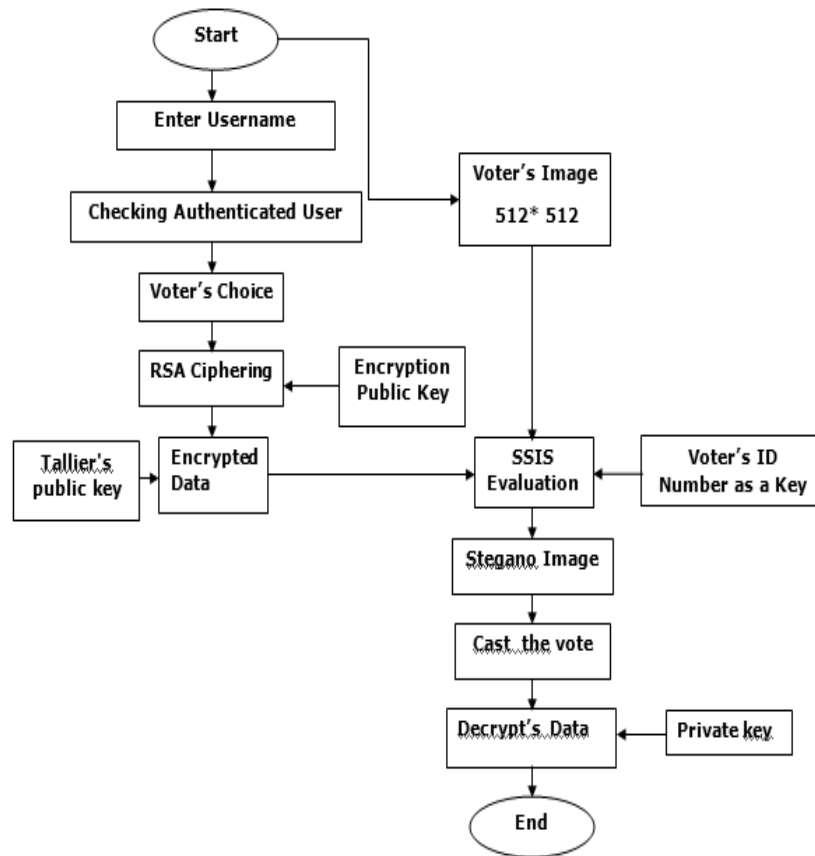 Start
Enter Username
Voter's Image
512* 512
Checking Authenticated User
Voter's Choice
RSA Ciphering
Encryption
Public Key
Tallier's
public key
Encrypted
Data
SSIS
Evaluation
Voter's ID
Number as a Key
Stegano Image
Cast the vote
Decrypt's Data
Private key
End